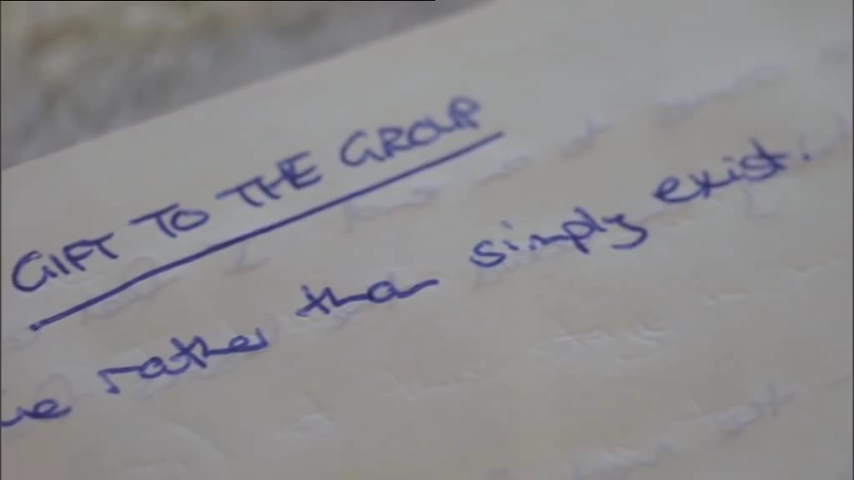 GIFT TO THE GROUP
rather than simply exist.